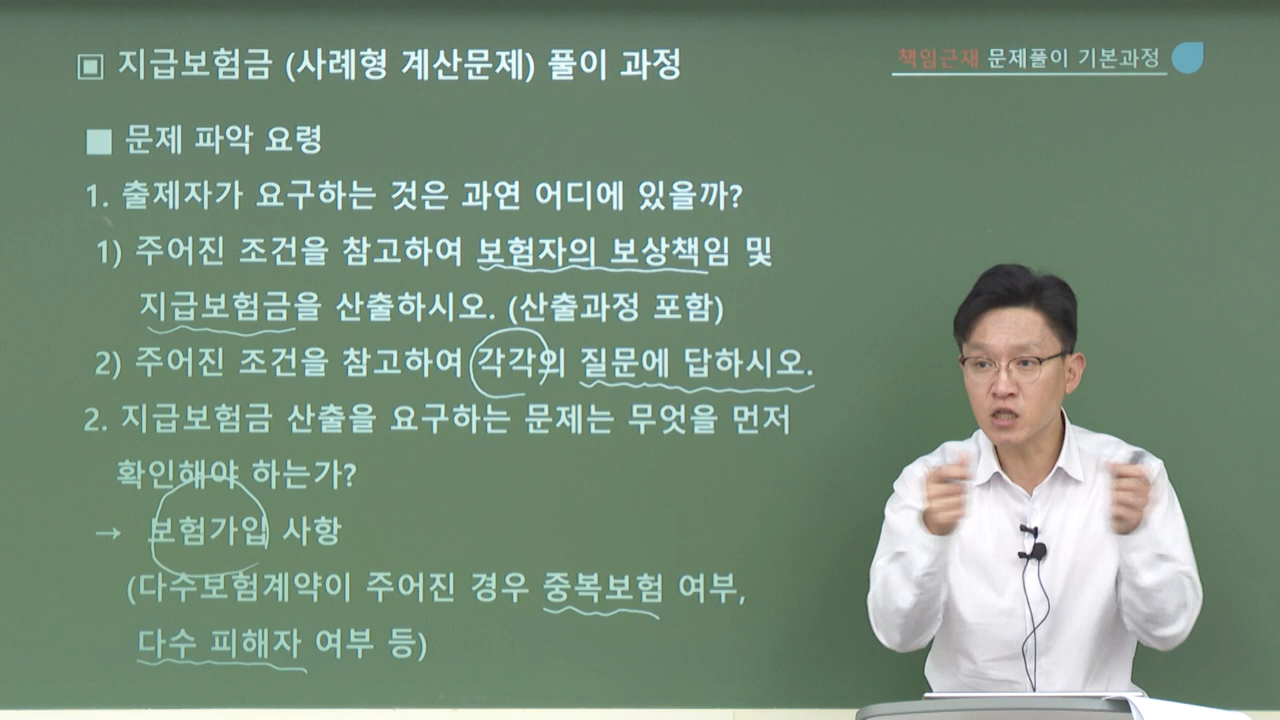 ▣ 지급보험금 (사례형 계산문제) 풀이 과정
책임근재 문제풀이 기본과정
■ 문제 파악 요령
1. 출제자가 요구하는 것은 과연 어디에 있을까?
1) 주어진 조건을 참고하여 보험자의 보상책임 및
지급보험금을 산출하시오. (산출과정 포함)
2) 주어진 조건을 참고하여 각각의 질문에 답하시오.
2. 지급보험금 산출을 요구하는 문제는 무엇을 먼저
확인해야 하는가?
→ 보험가입 사항
(다수보험계약이 주어진 경우 중복보험 여부,
다수 피해자 여부 등)